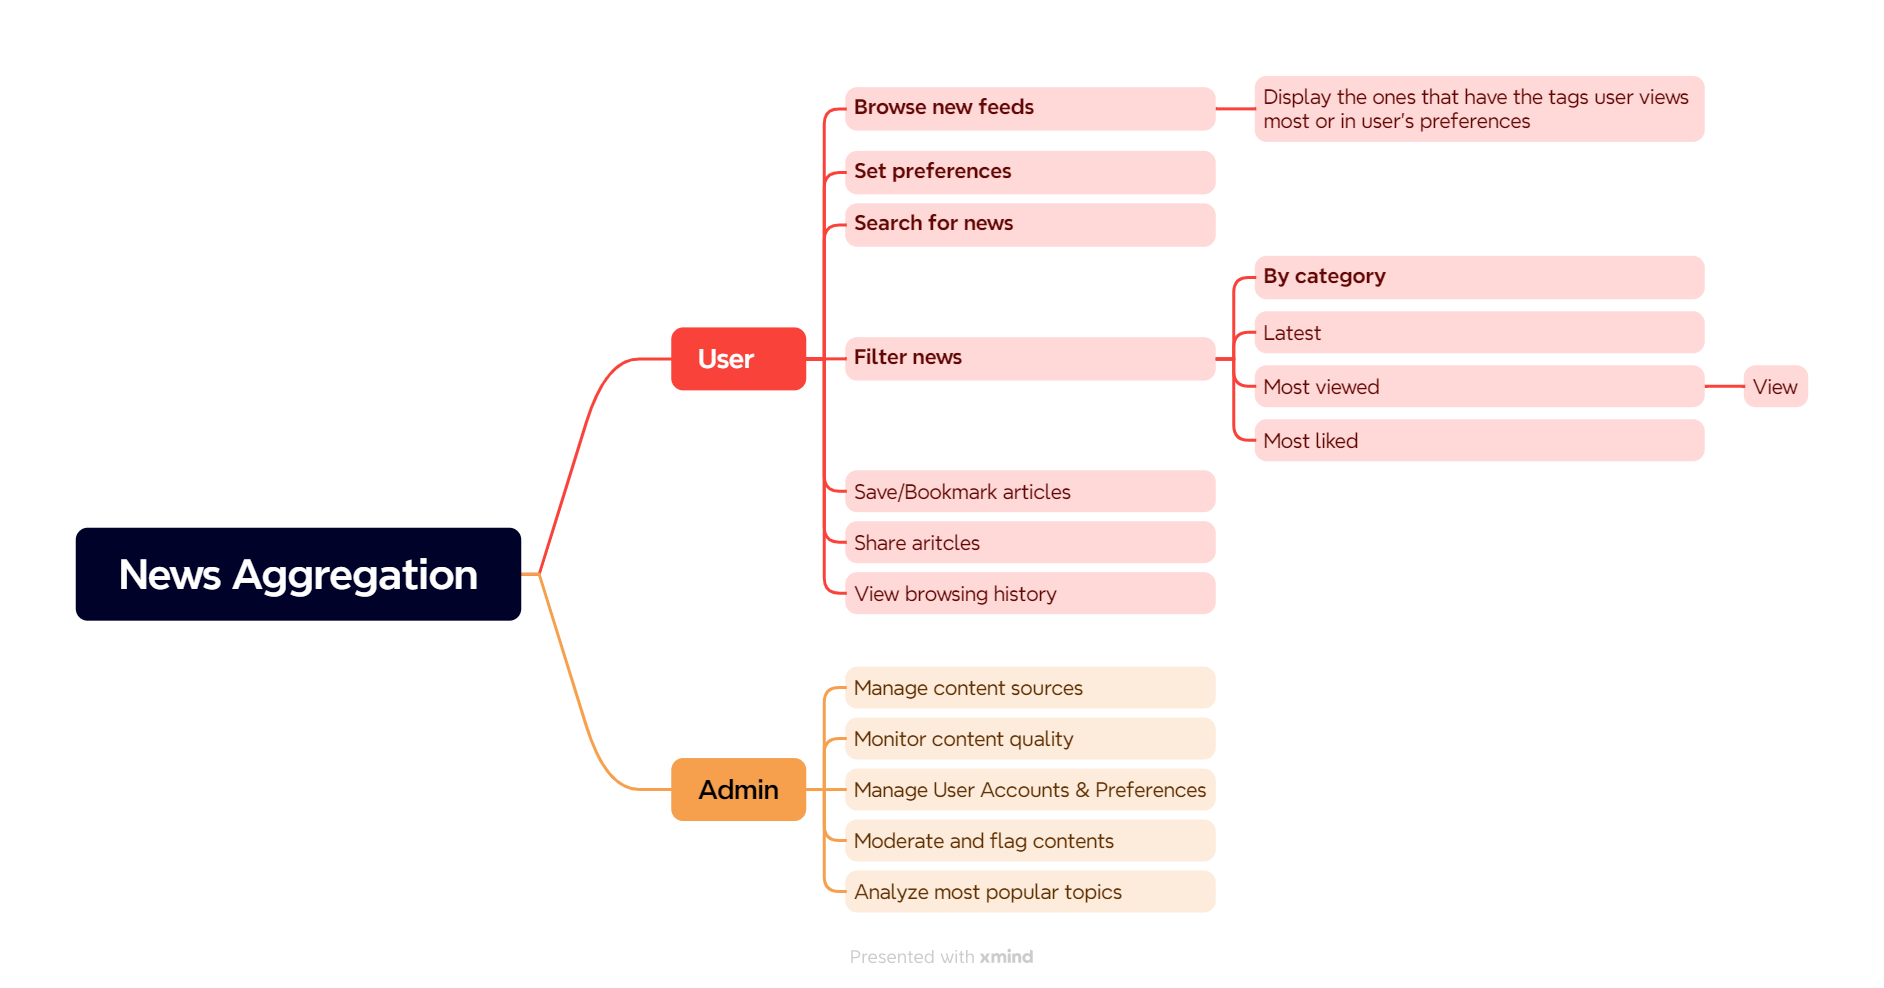 News Aggregation
User
Browse new feeds
Display the ones that have the tags user views
most or in user's preferences
Set preferences
Search for news
Filter news
By category
Latest
Most viewed
View
Most liked
Save/Bookmark articles
Share aritcles
View browsing history
Admin
Manage content sources
Monitor content quality
Manage User Accounts & Preferences
Moderate and flag contents
Analyze most popular topics
Presented with xmind